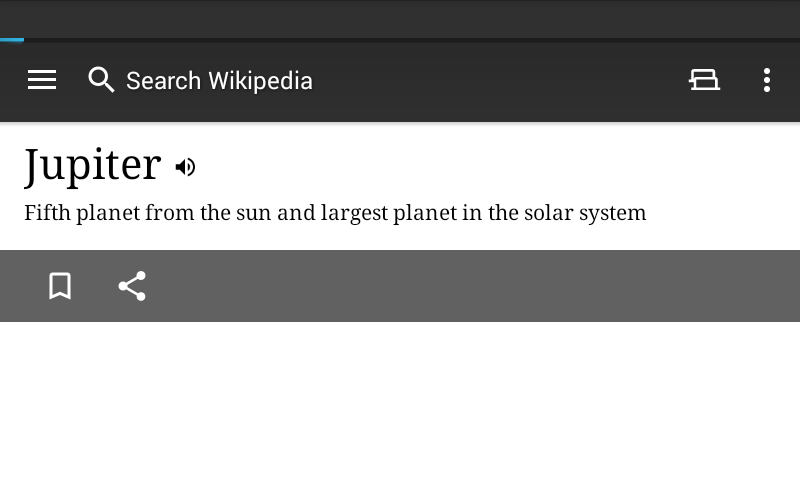 Search Wikipedia
Jupiter
Fifth planet from the sun and largest planet in the solar system